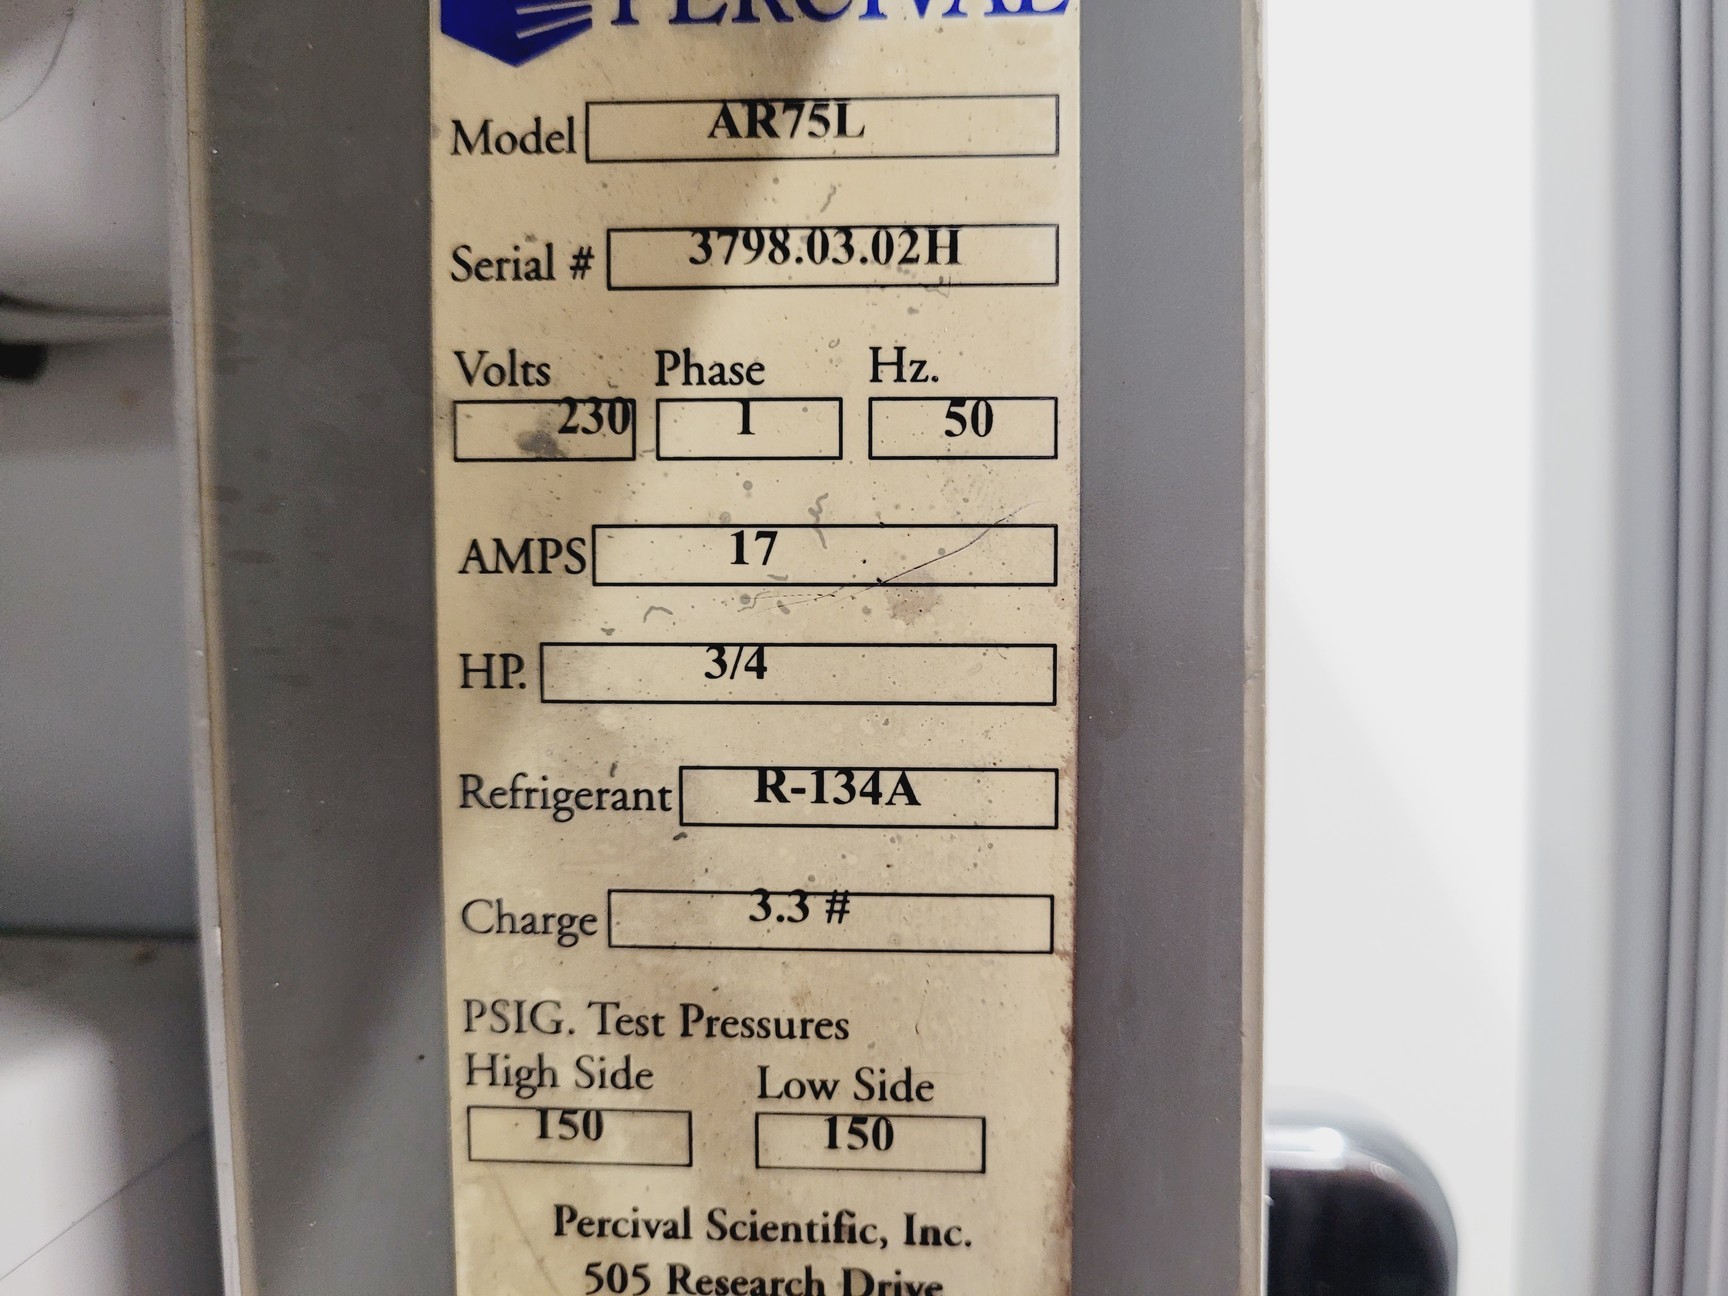 PERCIVAL
Model AR75L
Serial # 3798.03.02H
Volts Phase Hz.
230 1 50
AMPS 17
HP. 3/4
Refrigerant R-134A
Charge 3.3 #
PSIG. Test Pressures
High Side Low Side
150 150
Percival Scientific, Inc.
505 Research Drive